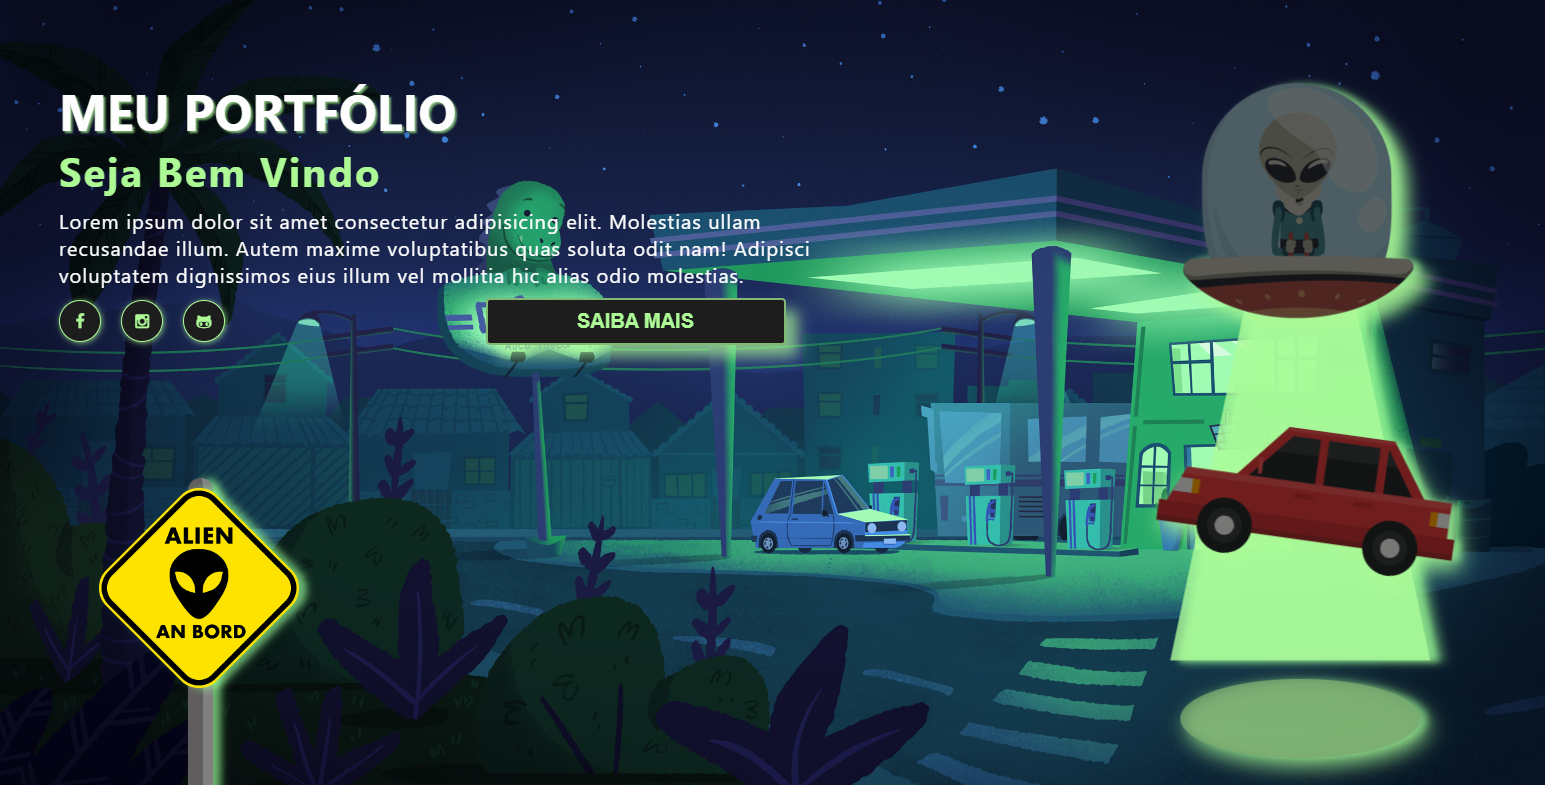 MEU PORTFÓLIO
Seja Bem Vindo
Lorem ipsum dolor sit amet consectetur adipisicing elit. Molestias ullam
recusandae illum. Autem maxime voluptatibus quas soluta odit nam! Adipisci
voluptatem dignissimos eius illum vel mollitia hic alias odio molestias.
SAIBA MAIS
ALIEN
AN BORD